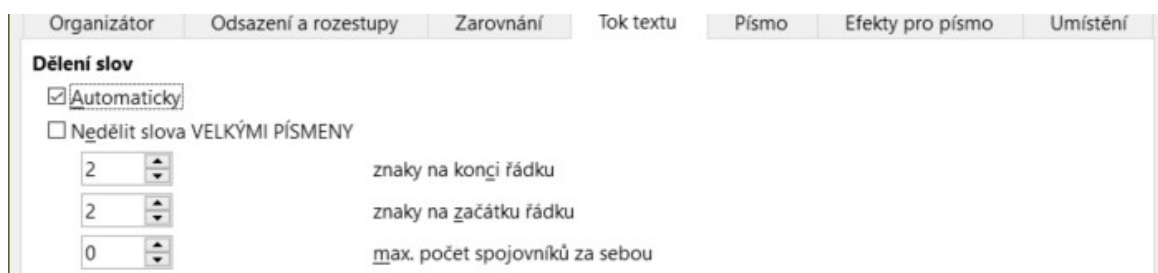 Organizátor Odsazení a rozestupy Zarovnání Tok textu Písmo Efekty pro písmo Umístění
Dělení slov
Automaticky
Nedělit slova VELKÝMI PÍSMENY
2 znaky na konci řádku
2 znaky na začátku řádku
0 max. počet spojovníků za sebou